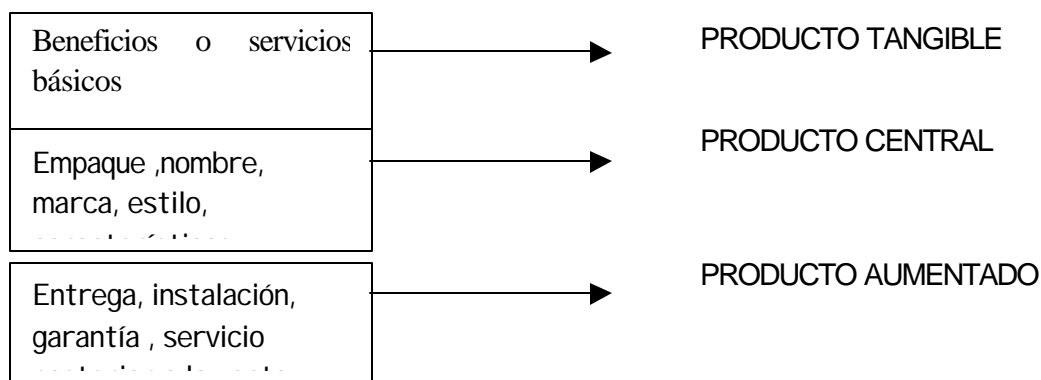 Beneficios o servicios
básicos
PRODUCTO TANGIBLE
Empaque ,nombre,
marca, estilo,
PRODUCTO CENTRAL
Entrega, instalación,
garantía , servicio
PRODUCTO AUMENTADO